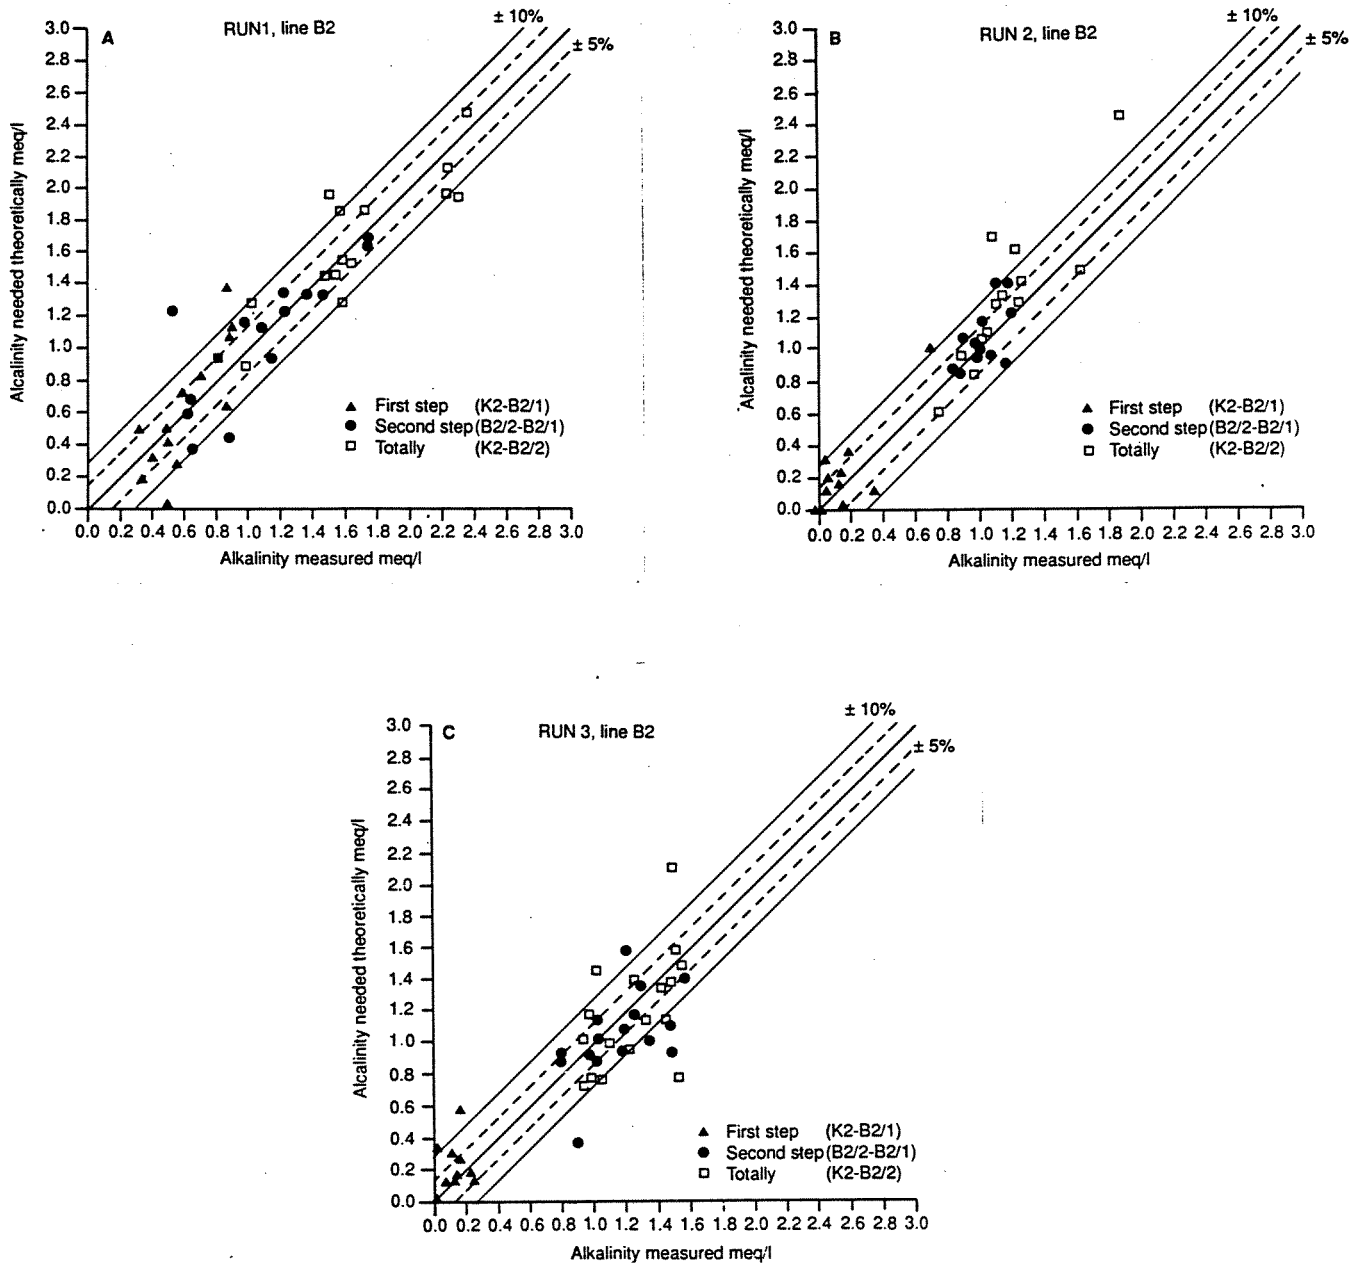 A
RUN1, line B2
± 10%
± 5%
Alcalinity needed theoretically meq/l
3.0
2.8
2.6
2.4
2.2
2.0
1.8
1.6
1.4
1.2
1.0
0.8
0.6
0.4
0.2
0.0
First step (K2-B2/1)
Second step (B2/2-B2/1)
Totally (K2-B2/2)
0.0 0.2 0.4 0.6 0.8 1.0 1.2 1.4 1.6 1.8 2.0 2.2 2.4 2.6 2.8 3.0
Alkalinity measured meq/l
B
RUN 2, line B2
± 10%
± 5%
Alcalinity needed theoretically meq/l
3.0
2.8
2.6
2.4
2.2
2.0
1.8
1.6
1.4
1.2
1.0
0.8
0.6
0.4
0.2
0.0
First step (K2-B2/1)
Second step (B2/2-B2/1)
Totally (K2-B2/2)
0.0 0.2 0.4 0.6 0.8 1.0 1.2 1.4 1.6 1.8 2.0 2.2 2.4 2.6 2.8 3.0
Alkalinity measured meq/l
C
RUN 3, line B2
± 10%
± 5%
Alcalinity needed theoretically meq/l
3.0
2.8
2.6
2.4
2.2
2.0
1.8
1.6
1.4
1.2
1.0
0.8
0.6
0.4
0.2
0.0
First step (K2-B2/1)
Second step (B2/2-B2/1)
Totally (K2-B2/2)
0.0 0.2 0.4 0.6 0.8 1.0 1.2 1.4 1.6 1.8 2.0 2.2 2.4 2.6 2.8 3.0
Alkalinity measured meq/l